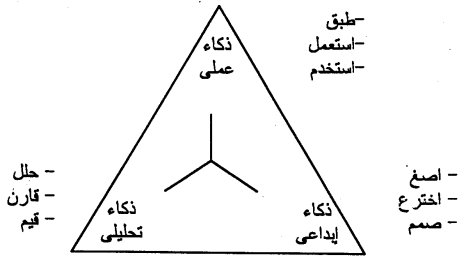 -طبق
-استعمل
-استخدم
ذكاء
عملى
- اصغ
- اخترع
- صمم
ذكاء
إبداعى
ذكاء
تحليلى
- حلل
- قارن
- قيم